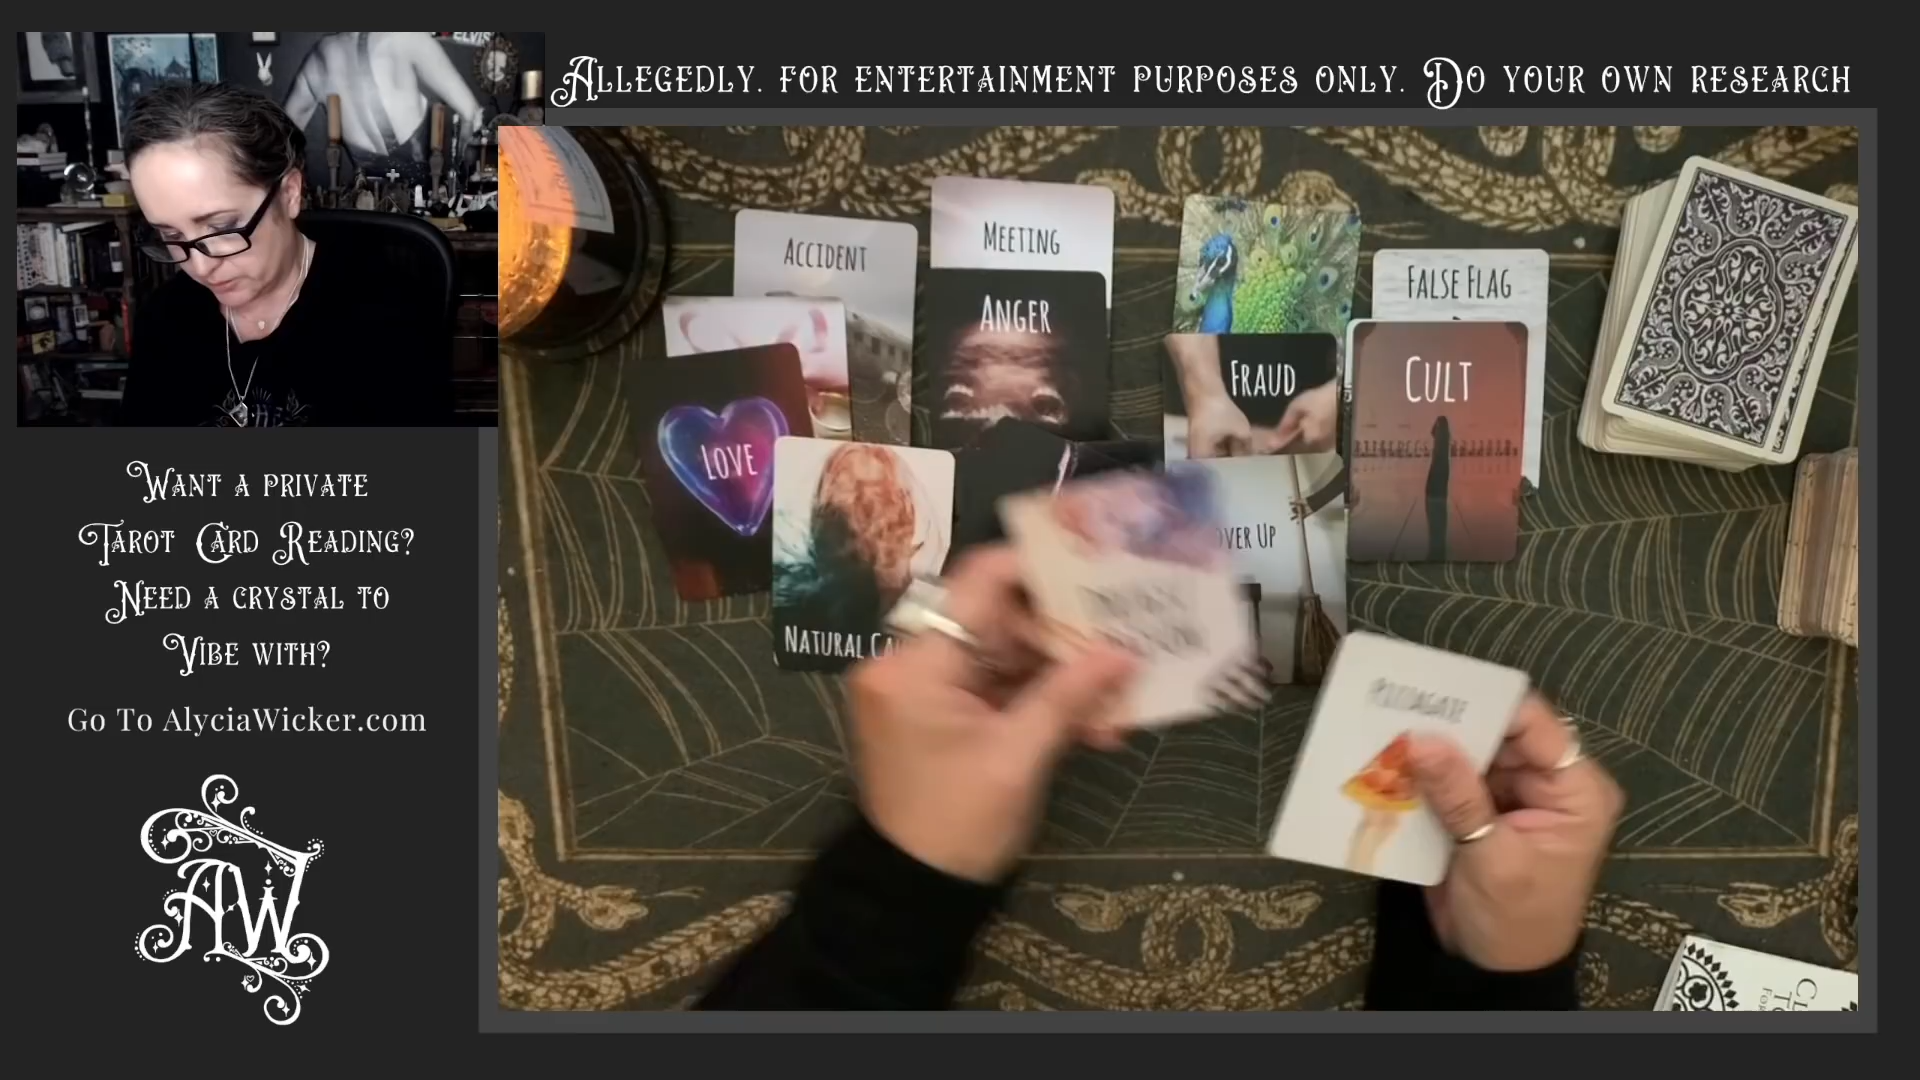 Allegedly. for entertainment purposes only. Do your own research
ELVIS
Want a private
Tarot Card Reading?
Need a crystal to
Vibe with?
Go To AlyciaWicker.com
AW
Accident
Meeting
Anger
False Flag
Fraud
Cult
Love
Natural
Up